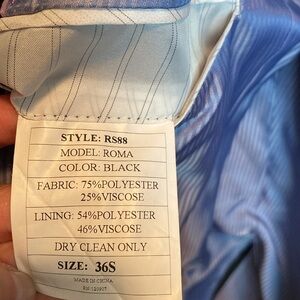 STYLE: RS88
MODEL: ROMA
COLOR: BLACK
FABRIC: 75%POLYESTER
25%VISCOSE
LINING: 54%POLYESTER
46%VISCOSE
DRY CLEAN ONLY
SIZE: 36S
MADE IN CHINA